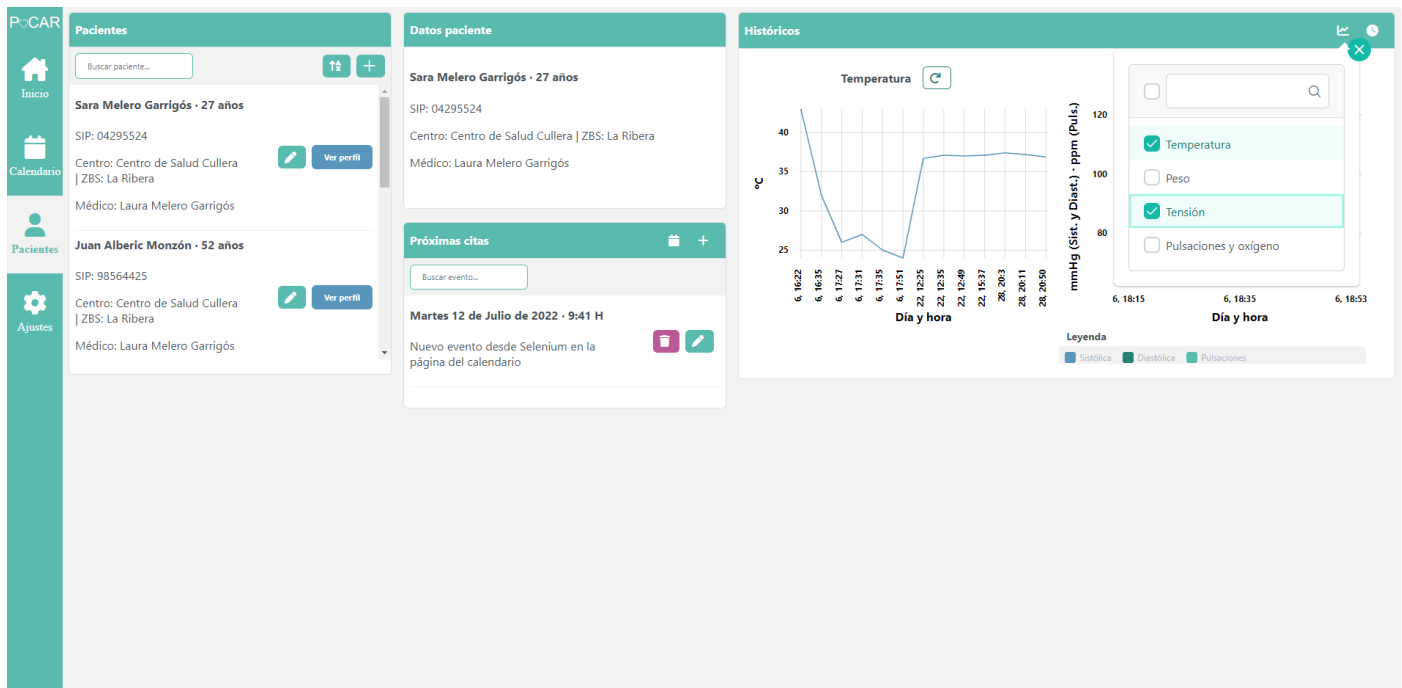 P♡CAR
Inicio
Calendario
Pacientes
Ajustes
Pacientes
Buscar paciente...
Sara Melero Garrigós · 27 años
SIP: 04295524
Centro: Centro de Salud Cullera
| ZBS: La Ribera
Médico: Laura Melero Garrigós
Ver perfil
Juan Alberic Monzón · 52 años
SIP: 98564425
Centro: Centro de Salud Cullera
| ZBS: La Ribera
Médico: Laura Melero Garrigós
Ver perfil
Datos paciente
Sara Melero Garrigós · 27 años
SIP: 04295524
Centro: Centro de Salud Cullera | ZBS: La Ribera
Médico: Laura Melero Garrigós
Próximas citas
Buscar evento...
Martes 12 de Julio de 2022 · 9:41 H
Nuevo evento desde Selenium en la
página del calendario
Históricos
Temperatura
ºC
40
35
30
25
6, 16:22
6, 16:35
6, 17:27
6, 17:31
6, 17:35
6, 17:51
22, 12:25
22, 12:35
22, 12:49
22, 15:37
28, 20:3
28, 20:11
28, 20:50
Día y hora
mmHg (Sist. y Diast.) · ppm (Puls.)
120
100
80
Temperatura
Peso
Tensión
Pulsaciones y oxígeno
6, 18:15
6, 18:35
6, 18:53
Día y hora
Leyenda
Sistólica
Diastólica
Pulsaciones